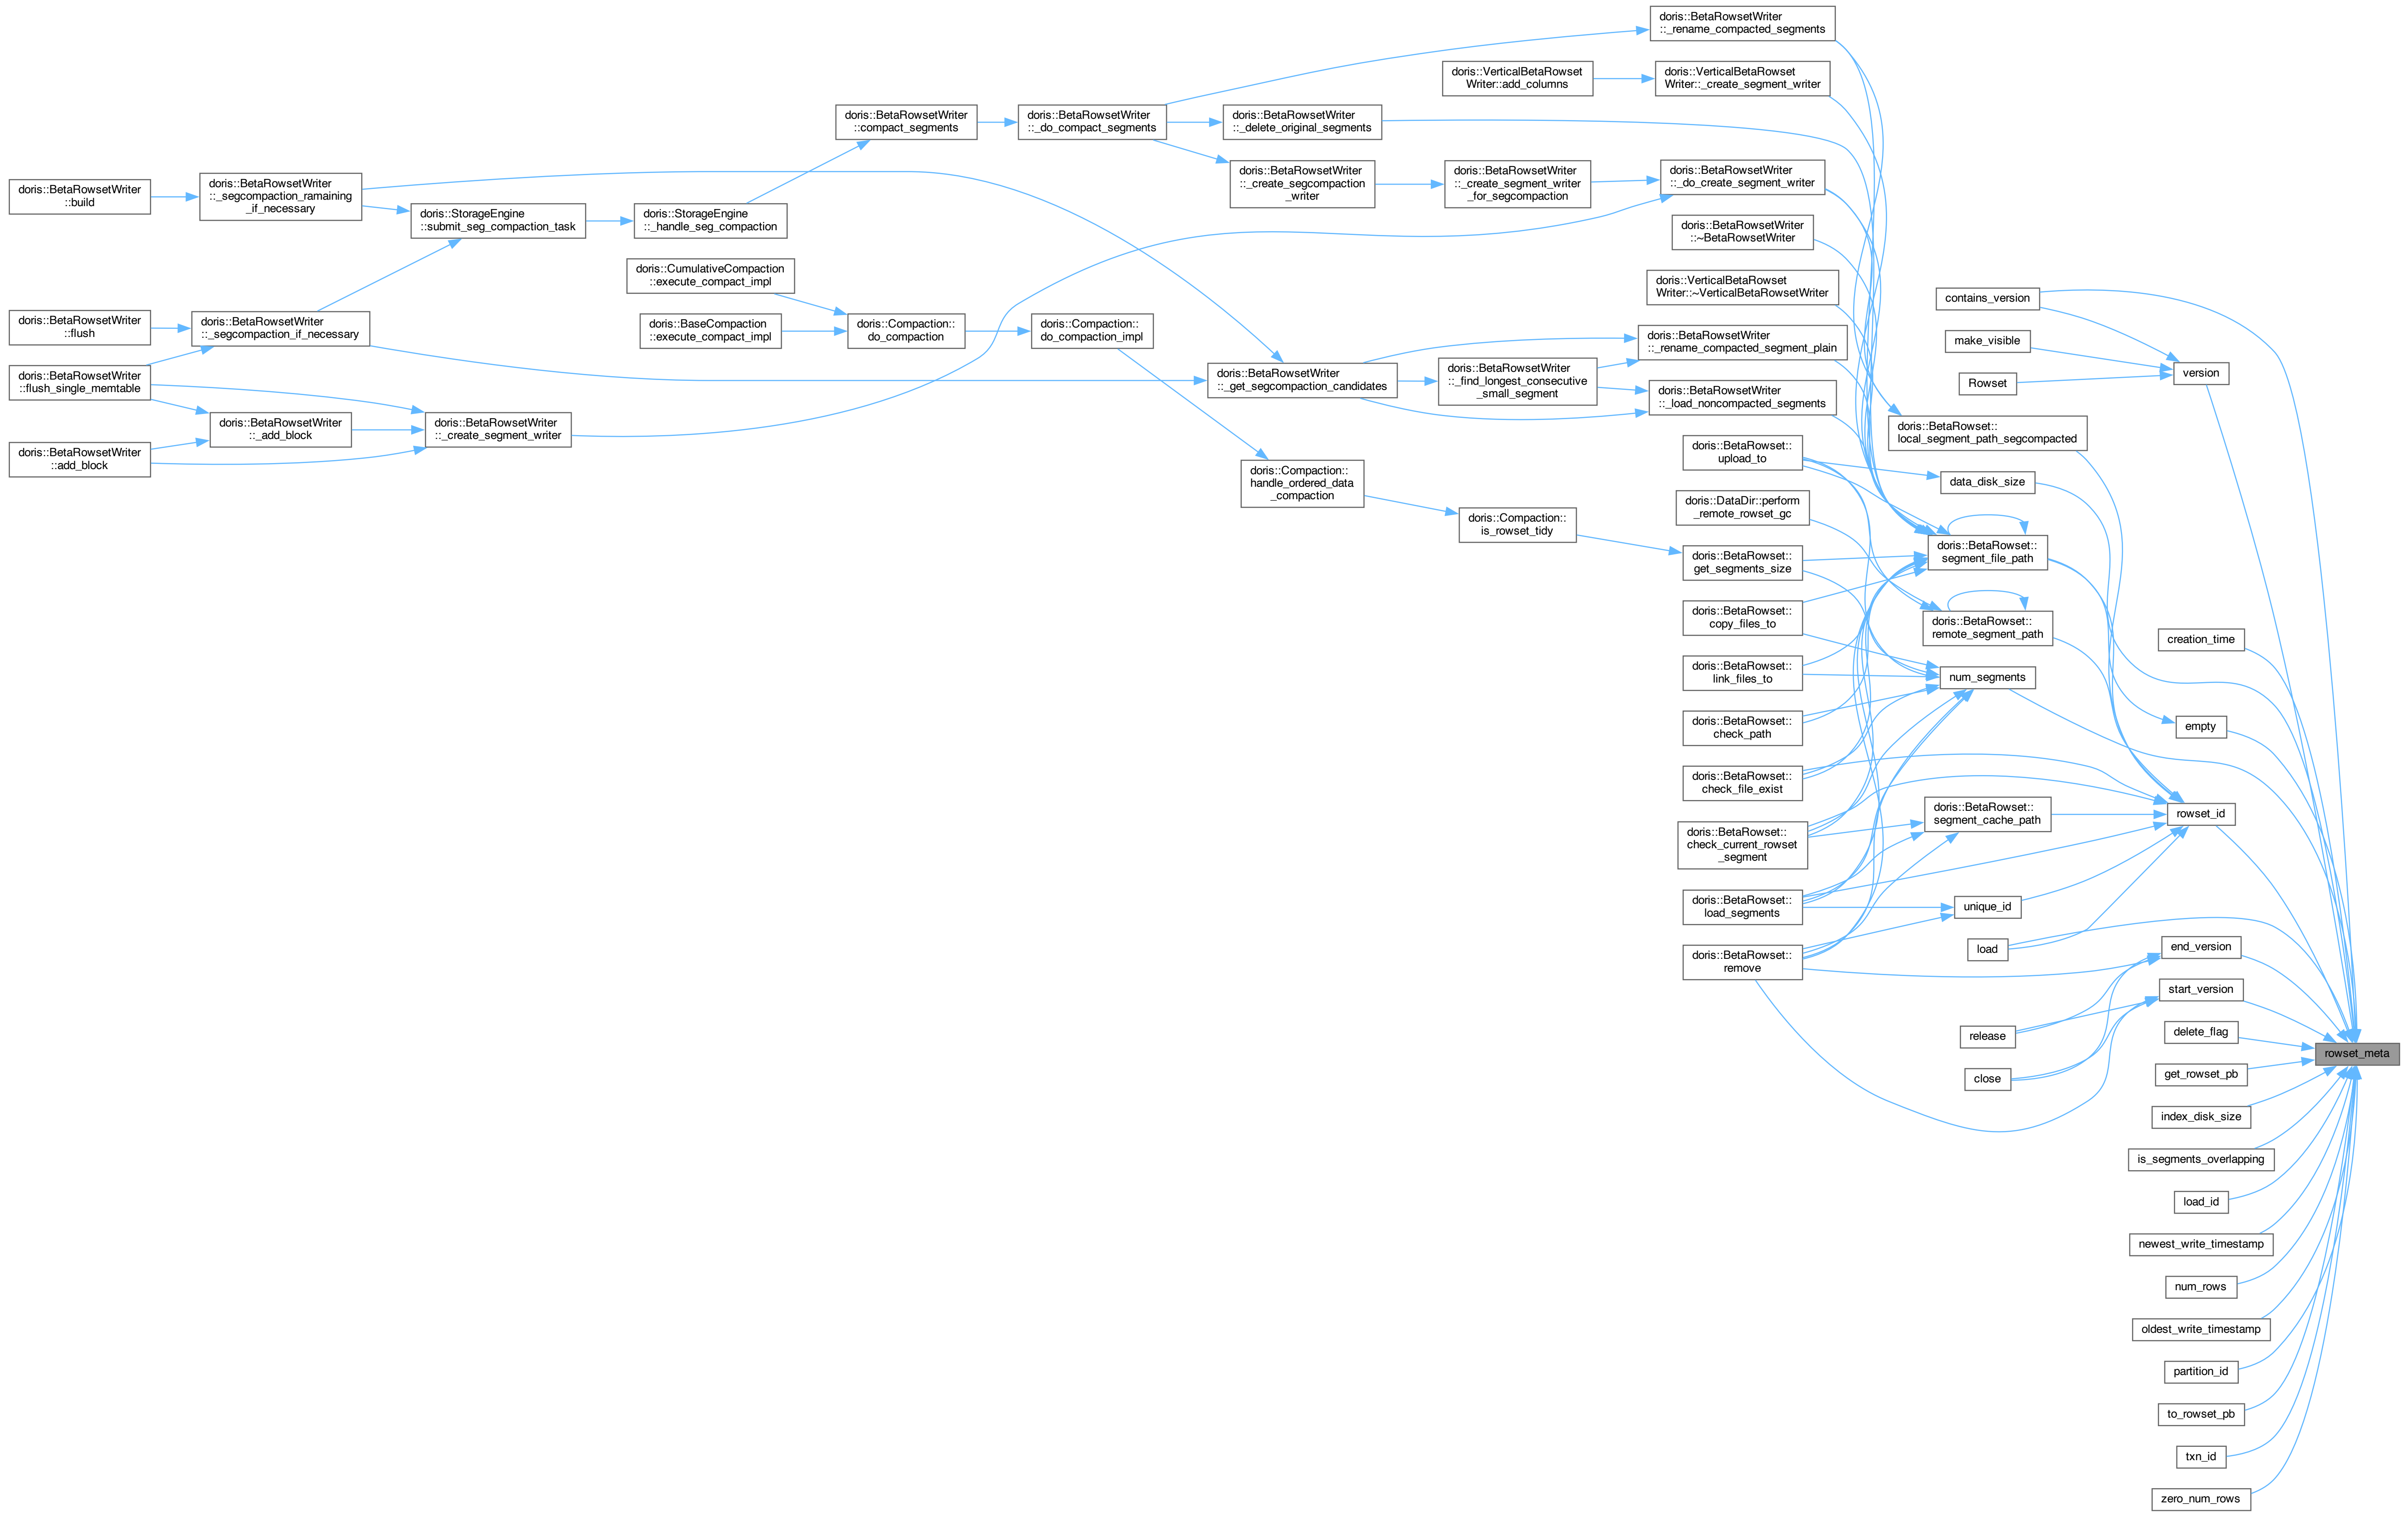 doris::BetaRowsetWriter
::build
doris::BetaRowsetWriter
::flush
doris::BetaRowsetWriter
::flush_single_memtable
doris::BetaRowsetWriter
::add_block
doris::BetaRowsetWriter
::_segcompaction_ramaining
_if_necessary
doris::BetaRowsetWriter
::_segcompaction_if_necessary
doris::BetaRowsetWriter
::_add_block
doris::StorageEngine
::submit_seg_compaction_task
doris::BetaRowsetWriter
::_create_segment_writer
doris::StorageEngine
::_handle_seg_compaction
doris::CumulativeCompaction
::execute_compact_impl
doris::BaseCompaction
::execute_compact_impl
doris::BetaRowsetWriter
::compact_segments
doris::Compaction::
do_compaction
doris::BetaRowsetWriter
::_do_compact_segments
doris::Compaction::
do_compaction_impl
doris::BetaRowsetWriter
::_delete_original_segments
doris::BetaRowsetWriter
::_create_segcompaction
_writer
doris::BetaRowsetWriter
::_get_segcompaction_candidates
doris::Compaction::
handle_ordered_data
_compaction
doris::VerticalBetaRowset
Writer::add_columns
doris::BetaRowsetWriter
::_create_segment_writer
_for_segcompaction
doris::BetaRowsetWriter
::_find_longest_consecutive
_small_segment
doris::Compaction::
is_rowset_tidy
doris::BetaRowsetWriter
::_rename_compacted_segments
doris::VerticalBetaRowset
Writer::_create_segment_writer
doris::BetaRowsetWriter
::_do_create_segment_writer
doris::BetaRowsetWriter
::~BetaRowsetWriter
doris::VerticalBetaRowset
Writer::~VerticalBetaRowsetWriter
doris::BetaRowsetWriter
::_rename_compacted_segment_plain
doris::BetaRowsetWriter
::_load_noncompacted_segments
doris::BetaRowset::
upload_to
doris::DataDir::perform
_remote_rowset_gc
doris::BetaRowset::
get_segments_size
doris::BetaRowset::
copy_files_to
doris::BetaRowset::
link_files_to
doris::BetaRowset::
check_path
doris::BetaRowset::
check_file_exist
doris::BetaRowset::
check_current_rowset
_segment
doris::BetaRowset::
load_segments
doris::BetaRowset::
remove
contains_version
make_visible
Rowset
doris::BetaRowset::
local_segment_path_segcompacted
data_disk_size
doris::BetaRowset::
segment_file_path
doris::BetaRowset::
remote_segment_path
num_segments
doris::BetaRowset::
segment_cache_path
unique_id
load
release
close
version
creation_time
empty
rowset_id
end_version
start_version
delete_flag
get_rowset_pb
index_disk_size
is_segments_overlapping
load_id
newest_write_timestamp
num_rows
oldest_write_timestamp
partition_id
to_rowset_pb
txn_id
zero_num_rows
rowset_meta